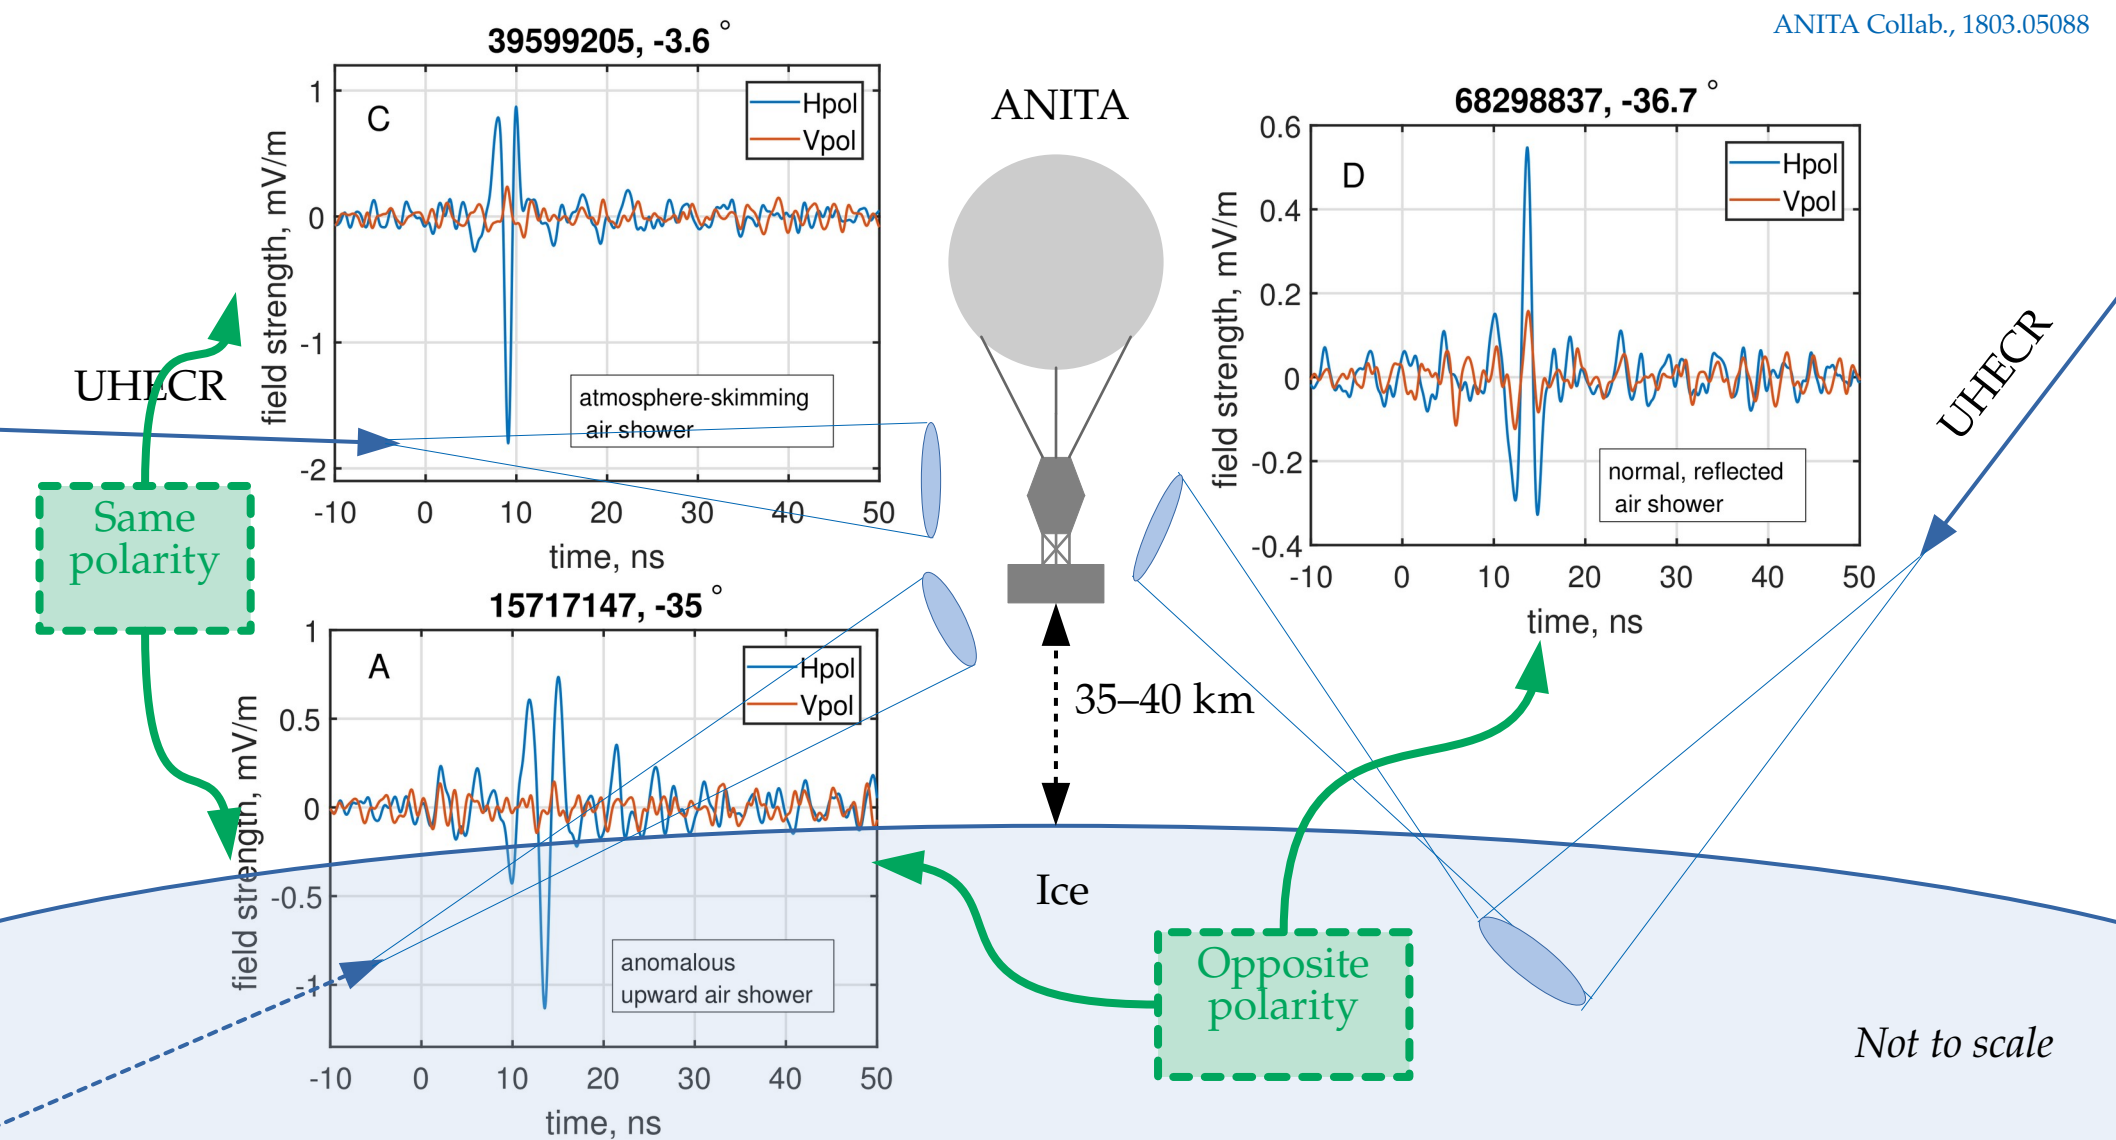 ANITA Collab., 1803.05088
39599205, -3.6 °
C
Hpol
Vpol
field strength, mV/m
1
0
-1
-2
atmosphere-skimming
air shower
-10 0 10 20 30 40 50
time, ns
UHECR
Same
polarity
ANITA
35–40 km
68298837, -36.7 °
D
Hpol
Vpol
field strength, mV/m
0.6
0.4
0.2
0
-0.2
-0.4
normal, reflected
air shower
-10 0 10 20 30 40 50
time, ns
UHECR
15717147, -35 °
A
Hpol
Vpol
field strength, mV/m
1
0.5
0
-0.5
-1
anomalous
upward air shower
-10 0 10 20 30 40 50
time, ns
Ice
Opposite
polarity
Not to scale